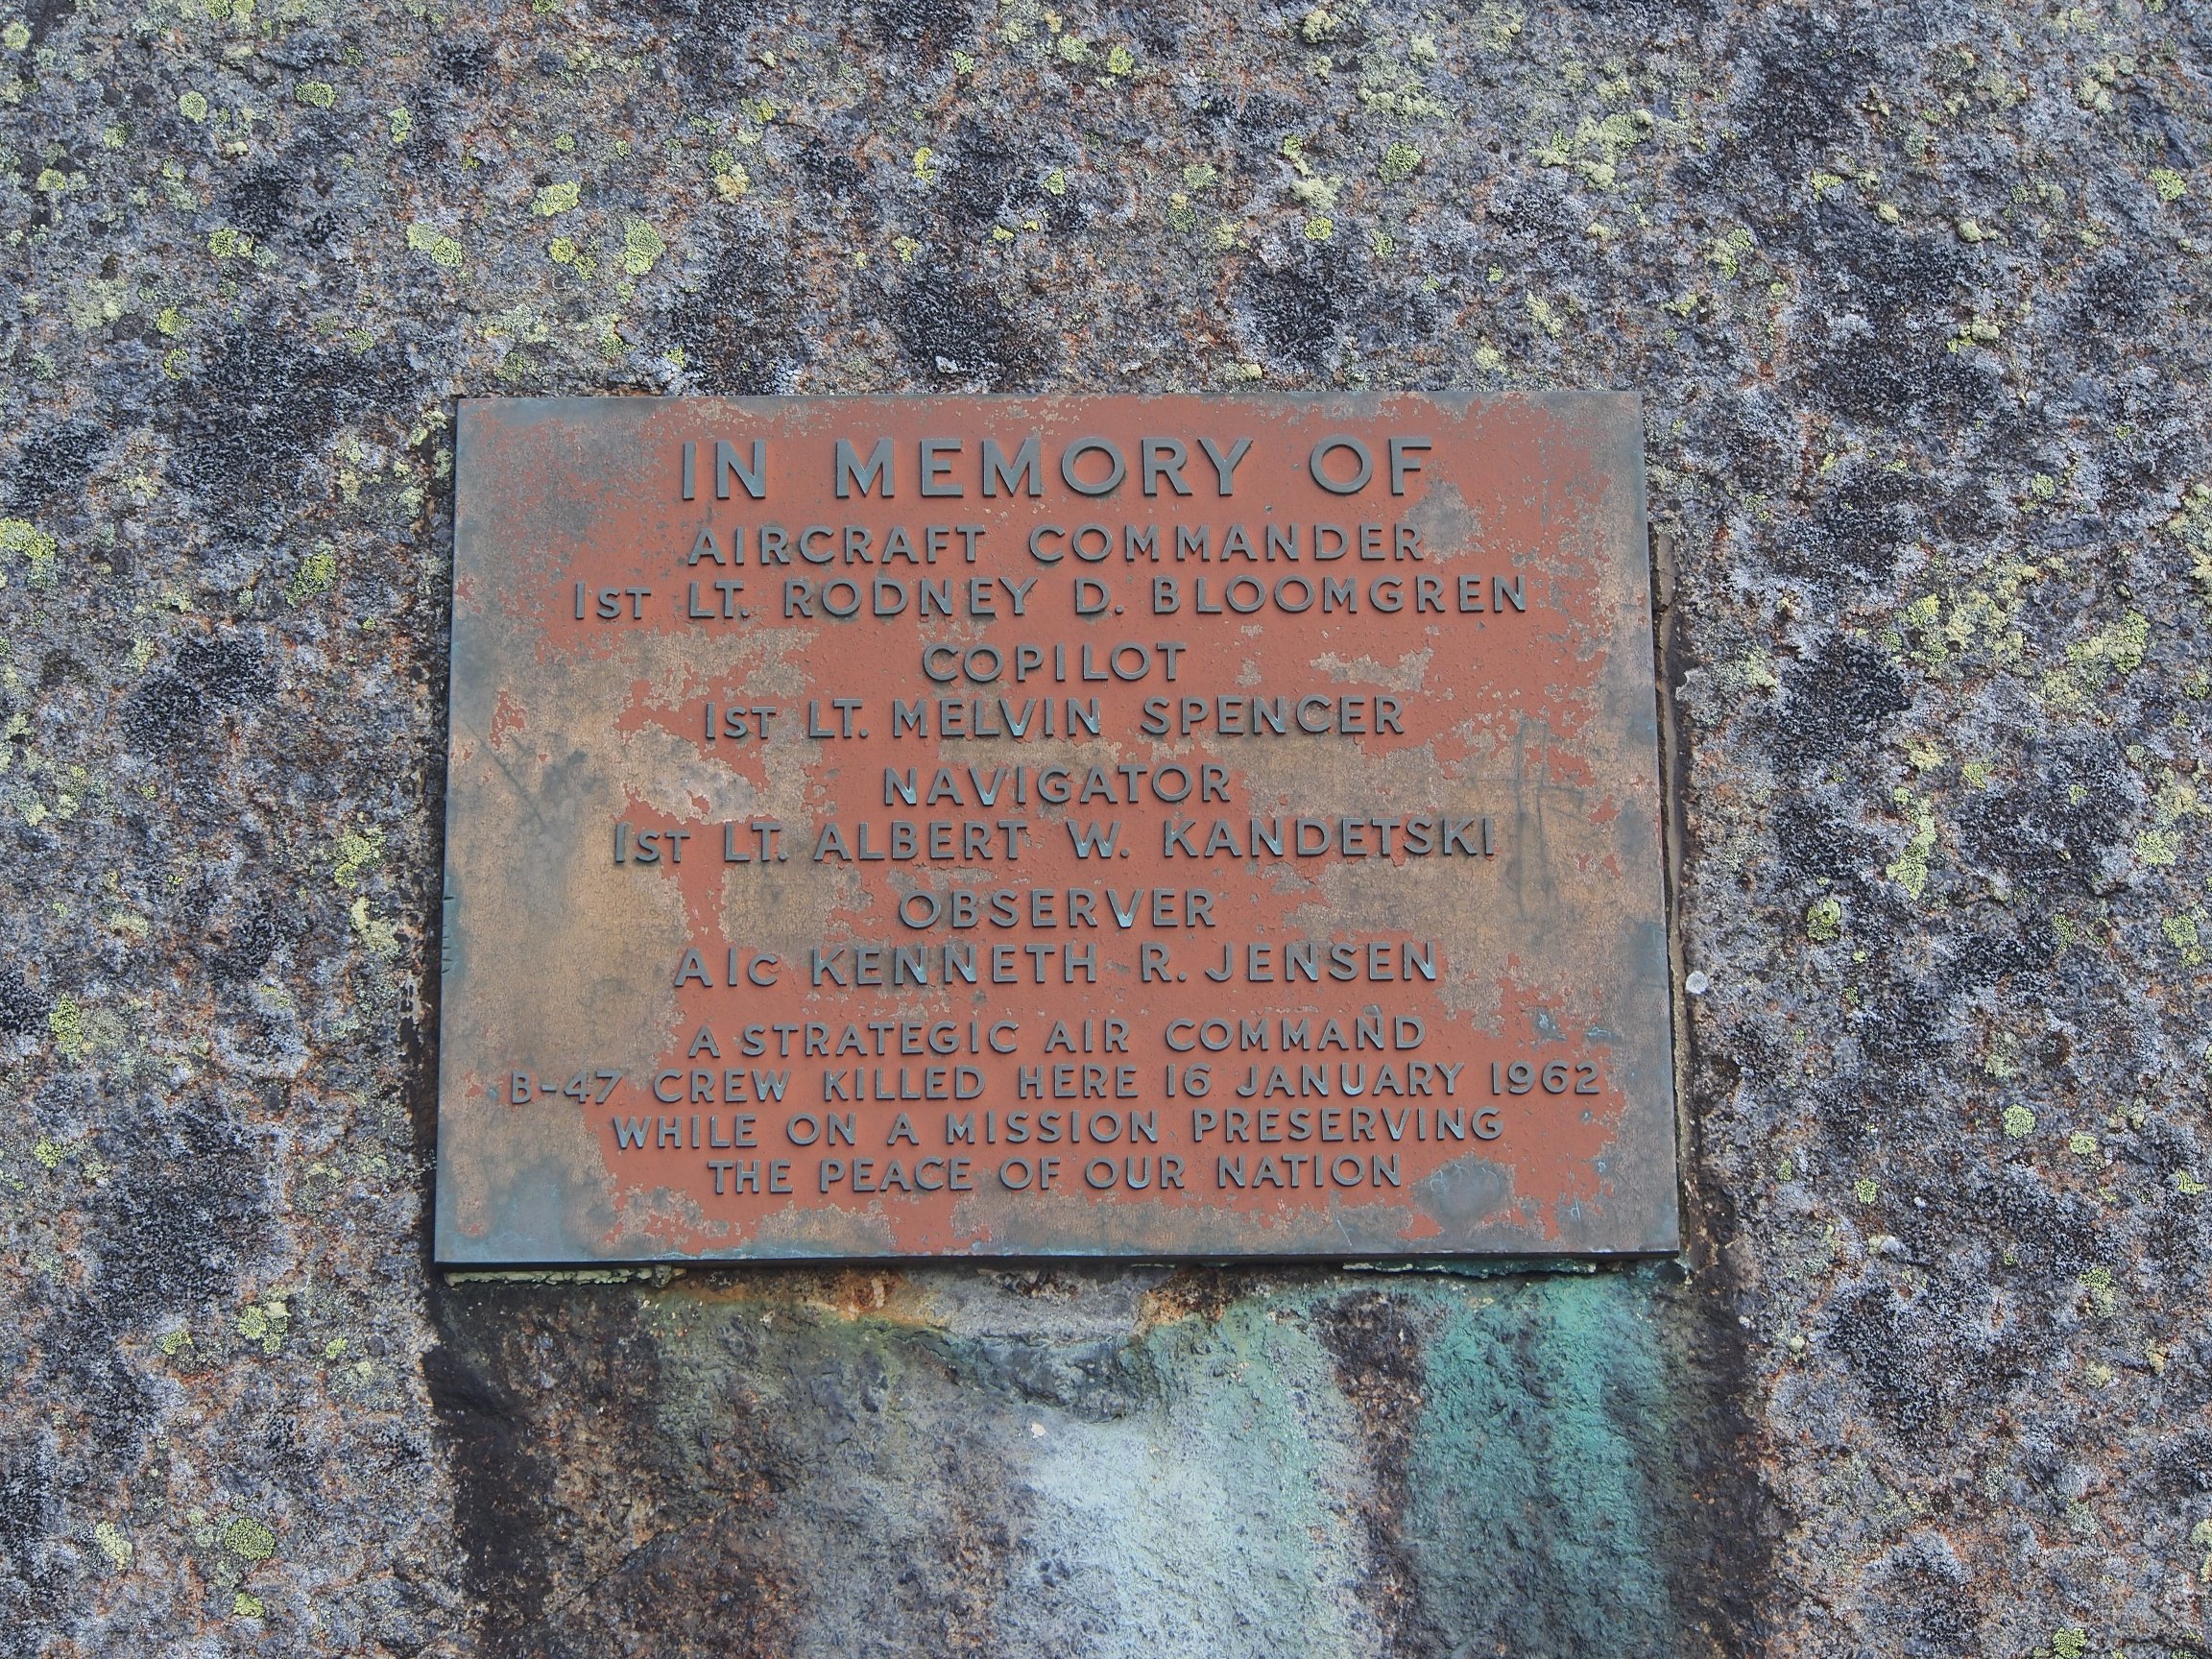 IN MEMORY OF
AIRCRAFT COMMANDER
1ST LT. RODNEY D. BLOOMGREN
COPILOT
1ST LT. MELVIN SPENCER
NAVIGATOR
1ST LT. ALBERT W. KANDETSKI
OBSERVER
A1C KENNETH R. JENSEN
A STRATEGIC AIR COMMAND
B-47 CREW KILLED HERE 16 JANUARY 1962
WHILE ON A MISSION PRESERVING
THE PEACE OF OUR NATION